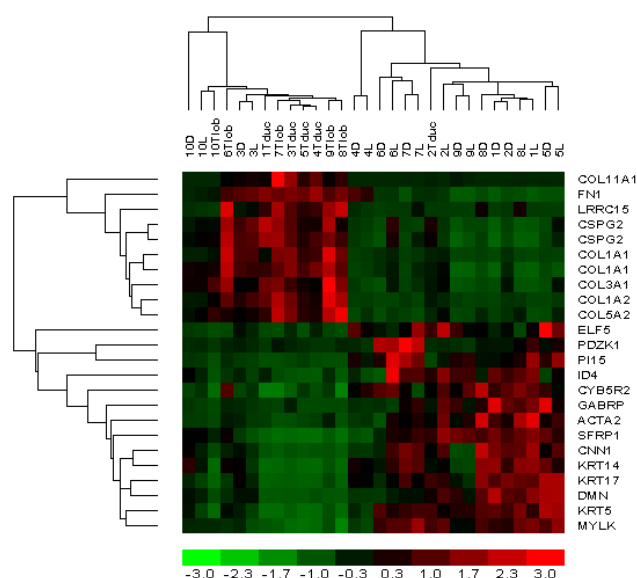 10D 10L 10Tlob 6Tlob 3D 3L 1Tduc 7Tlob 3Tduc 5Tduc 4Tduc 9Tlob 8Tlob 4D 4L 6D 6L 7D 7L 2Tduc 2L 9D 9L 8D 1D 2D 8L 1L 5D 5L
COL11A1
FN1
LRRC15
CSPG2
CSPG2
COL1A1
COL1A1
COL3A1
COL1A2
COL5A2
ELF5
PDZK1
PI15
ID4
CYB5R2
GABRP
ACTA2
SFRP1
CNN1
KRT14
KRT17
DMN
KRT5
MYLK
-3.0 -2.3 -1.7 -1.0 -0.3 0.3 1.0 1.7 2.3 3.0